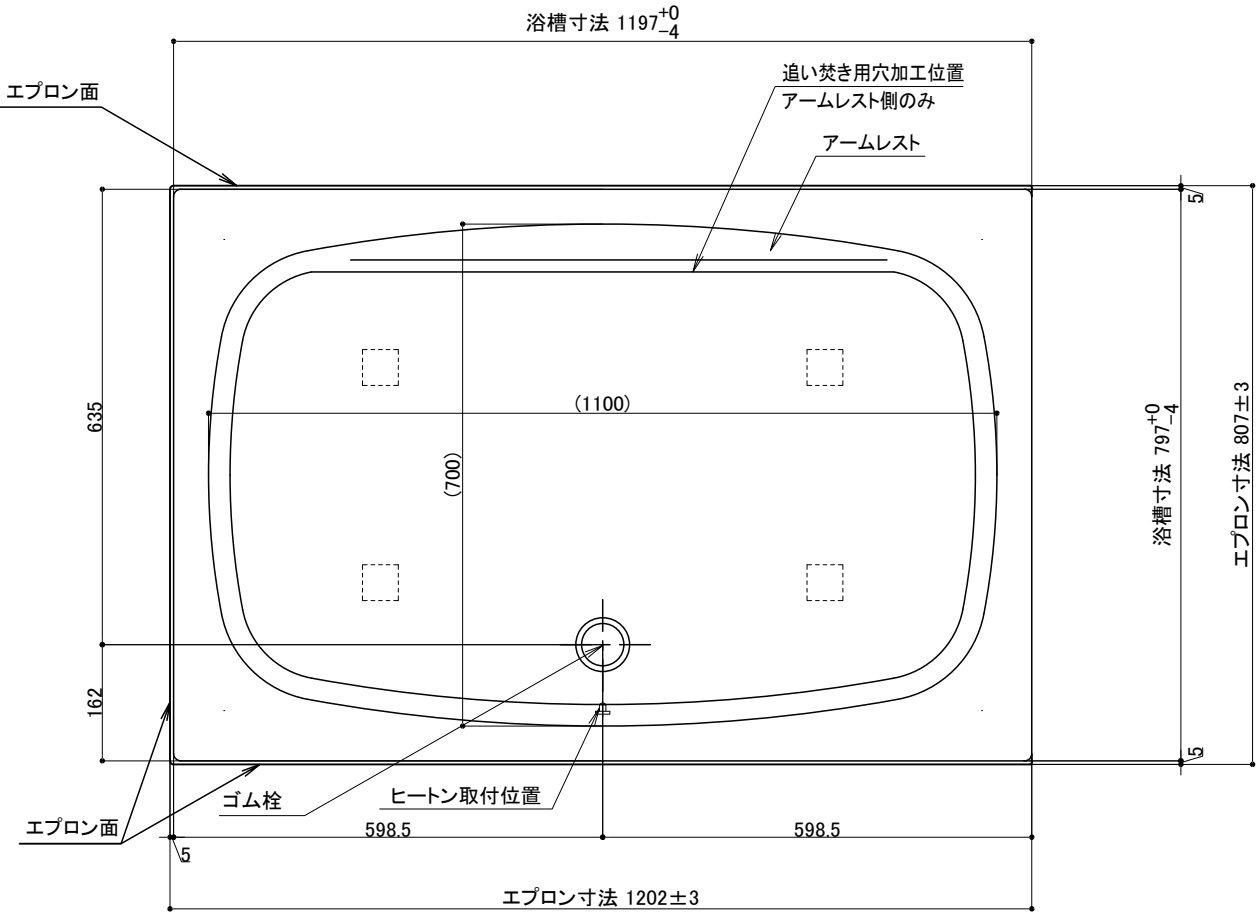 浴槽寸法 1197+0
−4
エプロン面
追い焚き用穴加工位置
アームレスト側のみ
アームレスト
5
635
(1100)
(700)
浴槽寸法 797+0
−4
エプロン寸法 807±3
162
5
ゴム栓
ヒートン取付位置
エプロン面
598.5
598.5
5
エプロン寸法 1202±3